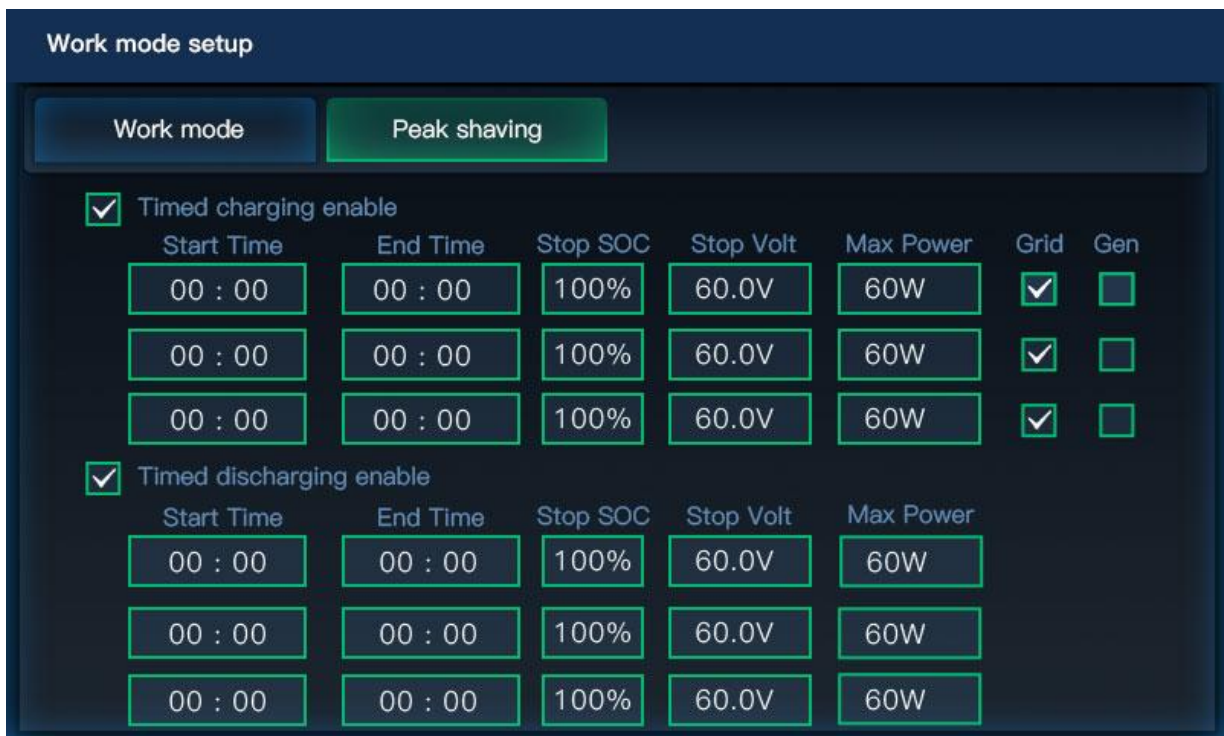 Work mode setup
Work mode Peak shaving
Timed charging enable
Start Time End Time Stop SOC Stop Volt Max Power Grid Gen
00 : 00 00 : 00 100% 60.0V 60W
00 : 00 00 : 00 100% 60.0V 60W
00 : 00 00 : 00 100% 60.0V 60W
Timed discharging enable
Start Time End Time Stop SOC Stop Volt Max Power
00 : 00 00 : 00 100% 60.0V 60W
00 : 00 00 : 00 100% 60.0V 60W
00 : 00 00 : 00 100% 60.0V 60W